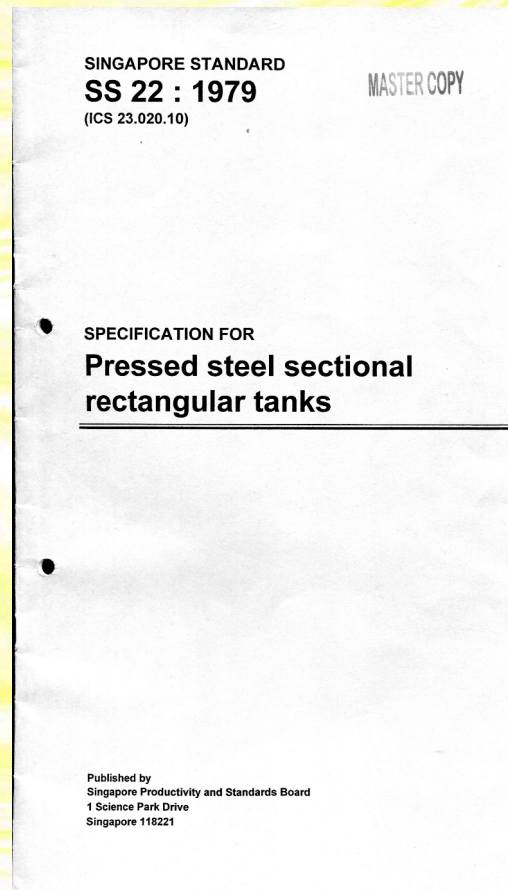 SINGAPORE STANDARD
SS 22 : 1979
(ICS 23.020.10)
MASTER COPY
SPECIFICATION FOR
Pressed steel sectional
rectangular tanks
Published by
Singapore Productivity and Standards Board
1 Science Park Drive
Singapore 118221